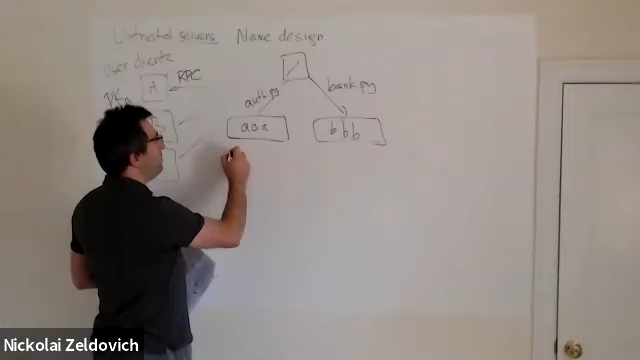 Untrusted servers Name design
User clients
RPC
A
/
auth.py
bank.py
aaa
bbb
Nickolai Zeldovich